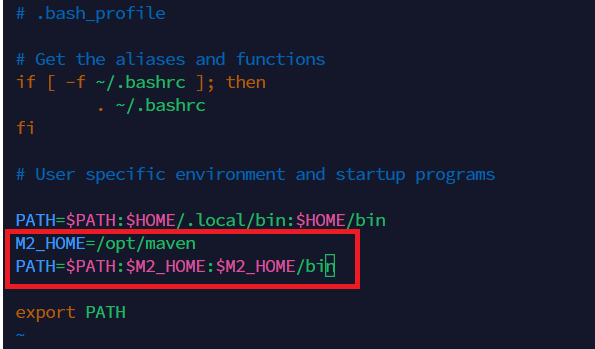 # .bash_profile
# Get the aliases and functions
if [ -f ~/.bashrc ]; then
. ~/.bashrc
fi
# User specific environment and startup programs
PATH=$PATH:$HOME/.local/bin:$HOME/bin
M2_HOME=/opt/maven
PATH=$PATH:$M2_HOME:$M2_HOME/bin
export PATH
~